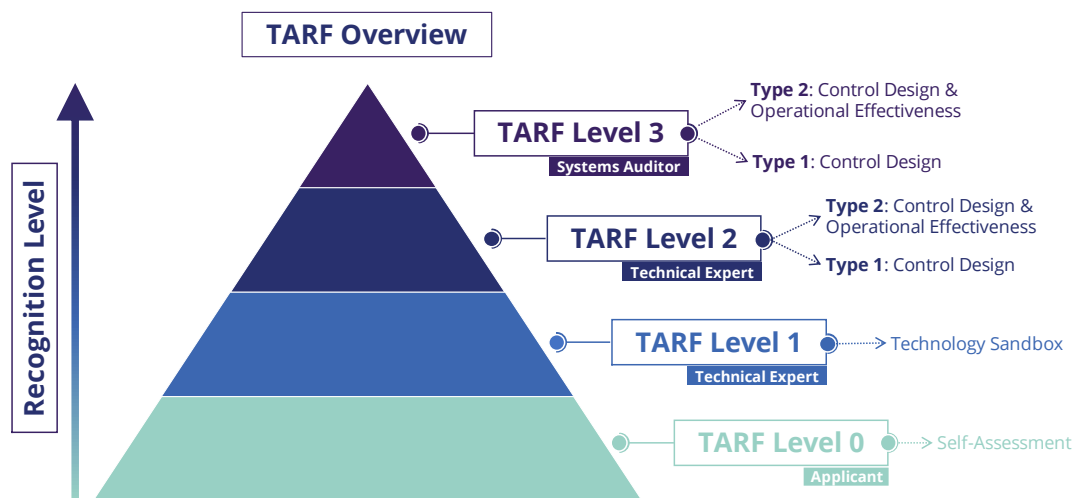 TARF Overview
Recognition Level
TARF Level 3
Systems Auditor
Type 2: Control Design &
Operational Effectiveness
Type 1: Control Design
TARF Level 2
Technical Expert
Type 2: Control Design &
Operational Effectiveness
Type 1: Control Design
TARF Level 1
Technical Expert
Technology Sandbox
TARF Level 0
Applicant
Self-Assessment